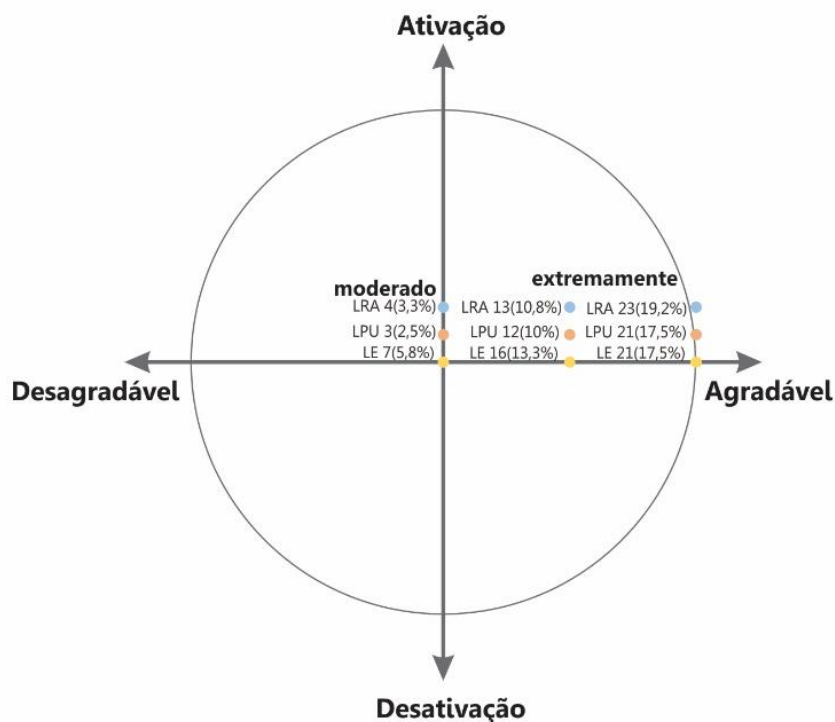 Ativação
extremamente
moderado
LRA 4(3,3%) LRA 13(10,8%) LRA 23(19,2%)
LPU 3(2,5%) LPU 12(10%) LPU 21(17,5%)
LE 7(5,8%) LE 16(13,3%) LE 21(17,5%)
Desagradável Agradável
Desativação